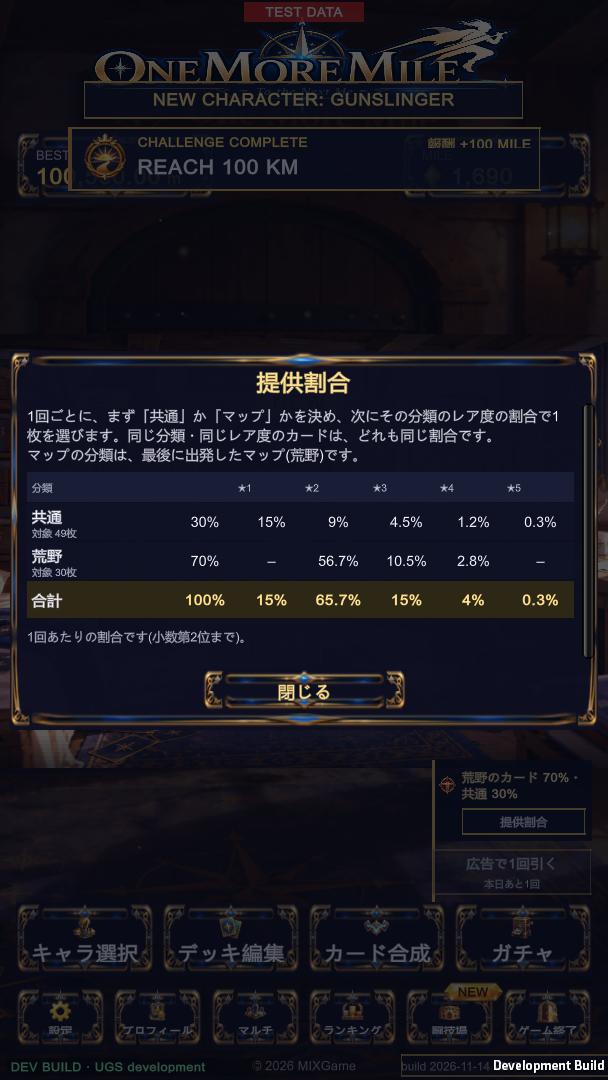 TEST DATA
ONE MORE MILE
NEW CHARACTER: GUNSLINGER
CHALLENGE COMPLETE
報酬 +100 MILE
REACH 100 KM
BEST
MILE
1,690
提供割合
1回ごとに、まず「共通」か「マップ」かを決め、次にその分類のレア度の割合で1
枚を選びます。同じ分類・同じレア度のカードは、どれも同じ割合です。
マップの分類は、最後に出発したマップ(荒野)です。
分類 ★1 ★2 ★3 ★4 ★5
共通 30% 15% 9% 4.5% 1.2% 0.3%
対象 49枚
荒野 70% – 56.7% 10.5% 2.8% –
対象 30枚
合計 100% 15% 65.7% 15% 4% 0.3%
1回あたりの割合です(小数第2位まで)。
閉じる
荒野のカード 70%・
共通 30%
提供割合
広告で1回引く
本日あと1回
キャラ選択 デッキ編集 カード合成 ガチャ
NEW
設定 プロフィール マルチ ランキング 闘技場 ゲーム終了
DEV BUILD · UGS development
© 2026 MIXGame
build 2026-11-14
Development Build